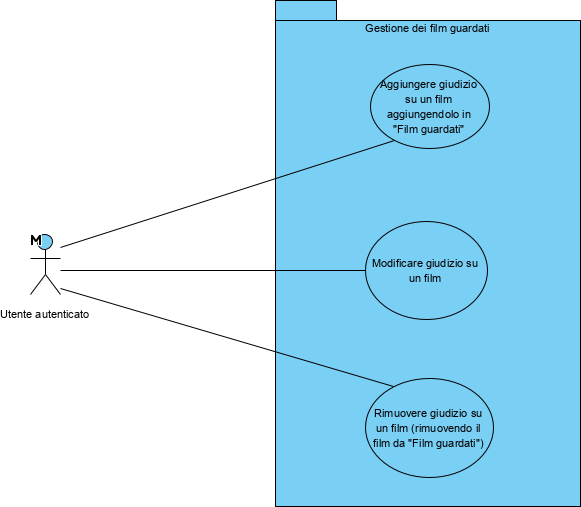 Gestione dei film guardati
Aggiungere giudizio
su un film
aggiungendolo in
"Film guardati"
M
Modificare giudizio su
un film
Utente autenticato
Rimuovere giudizio su
un film (rimuovendo il
film da "Film guardati")